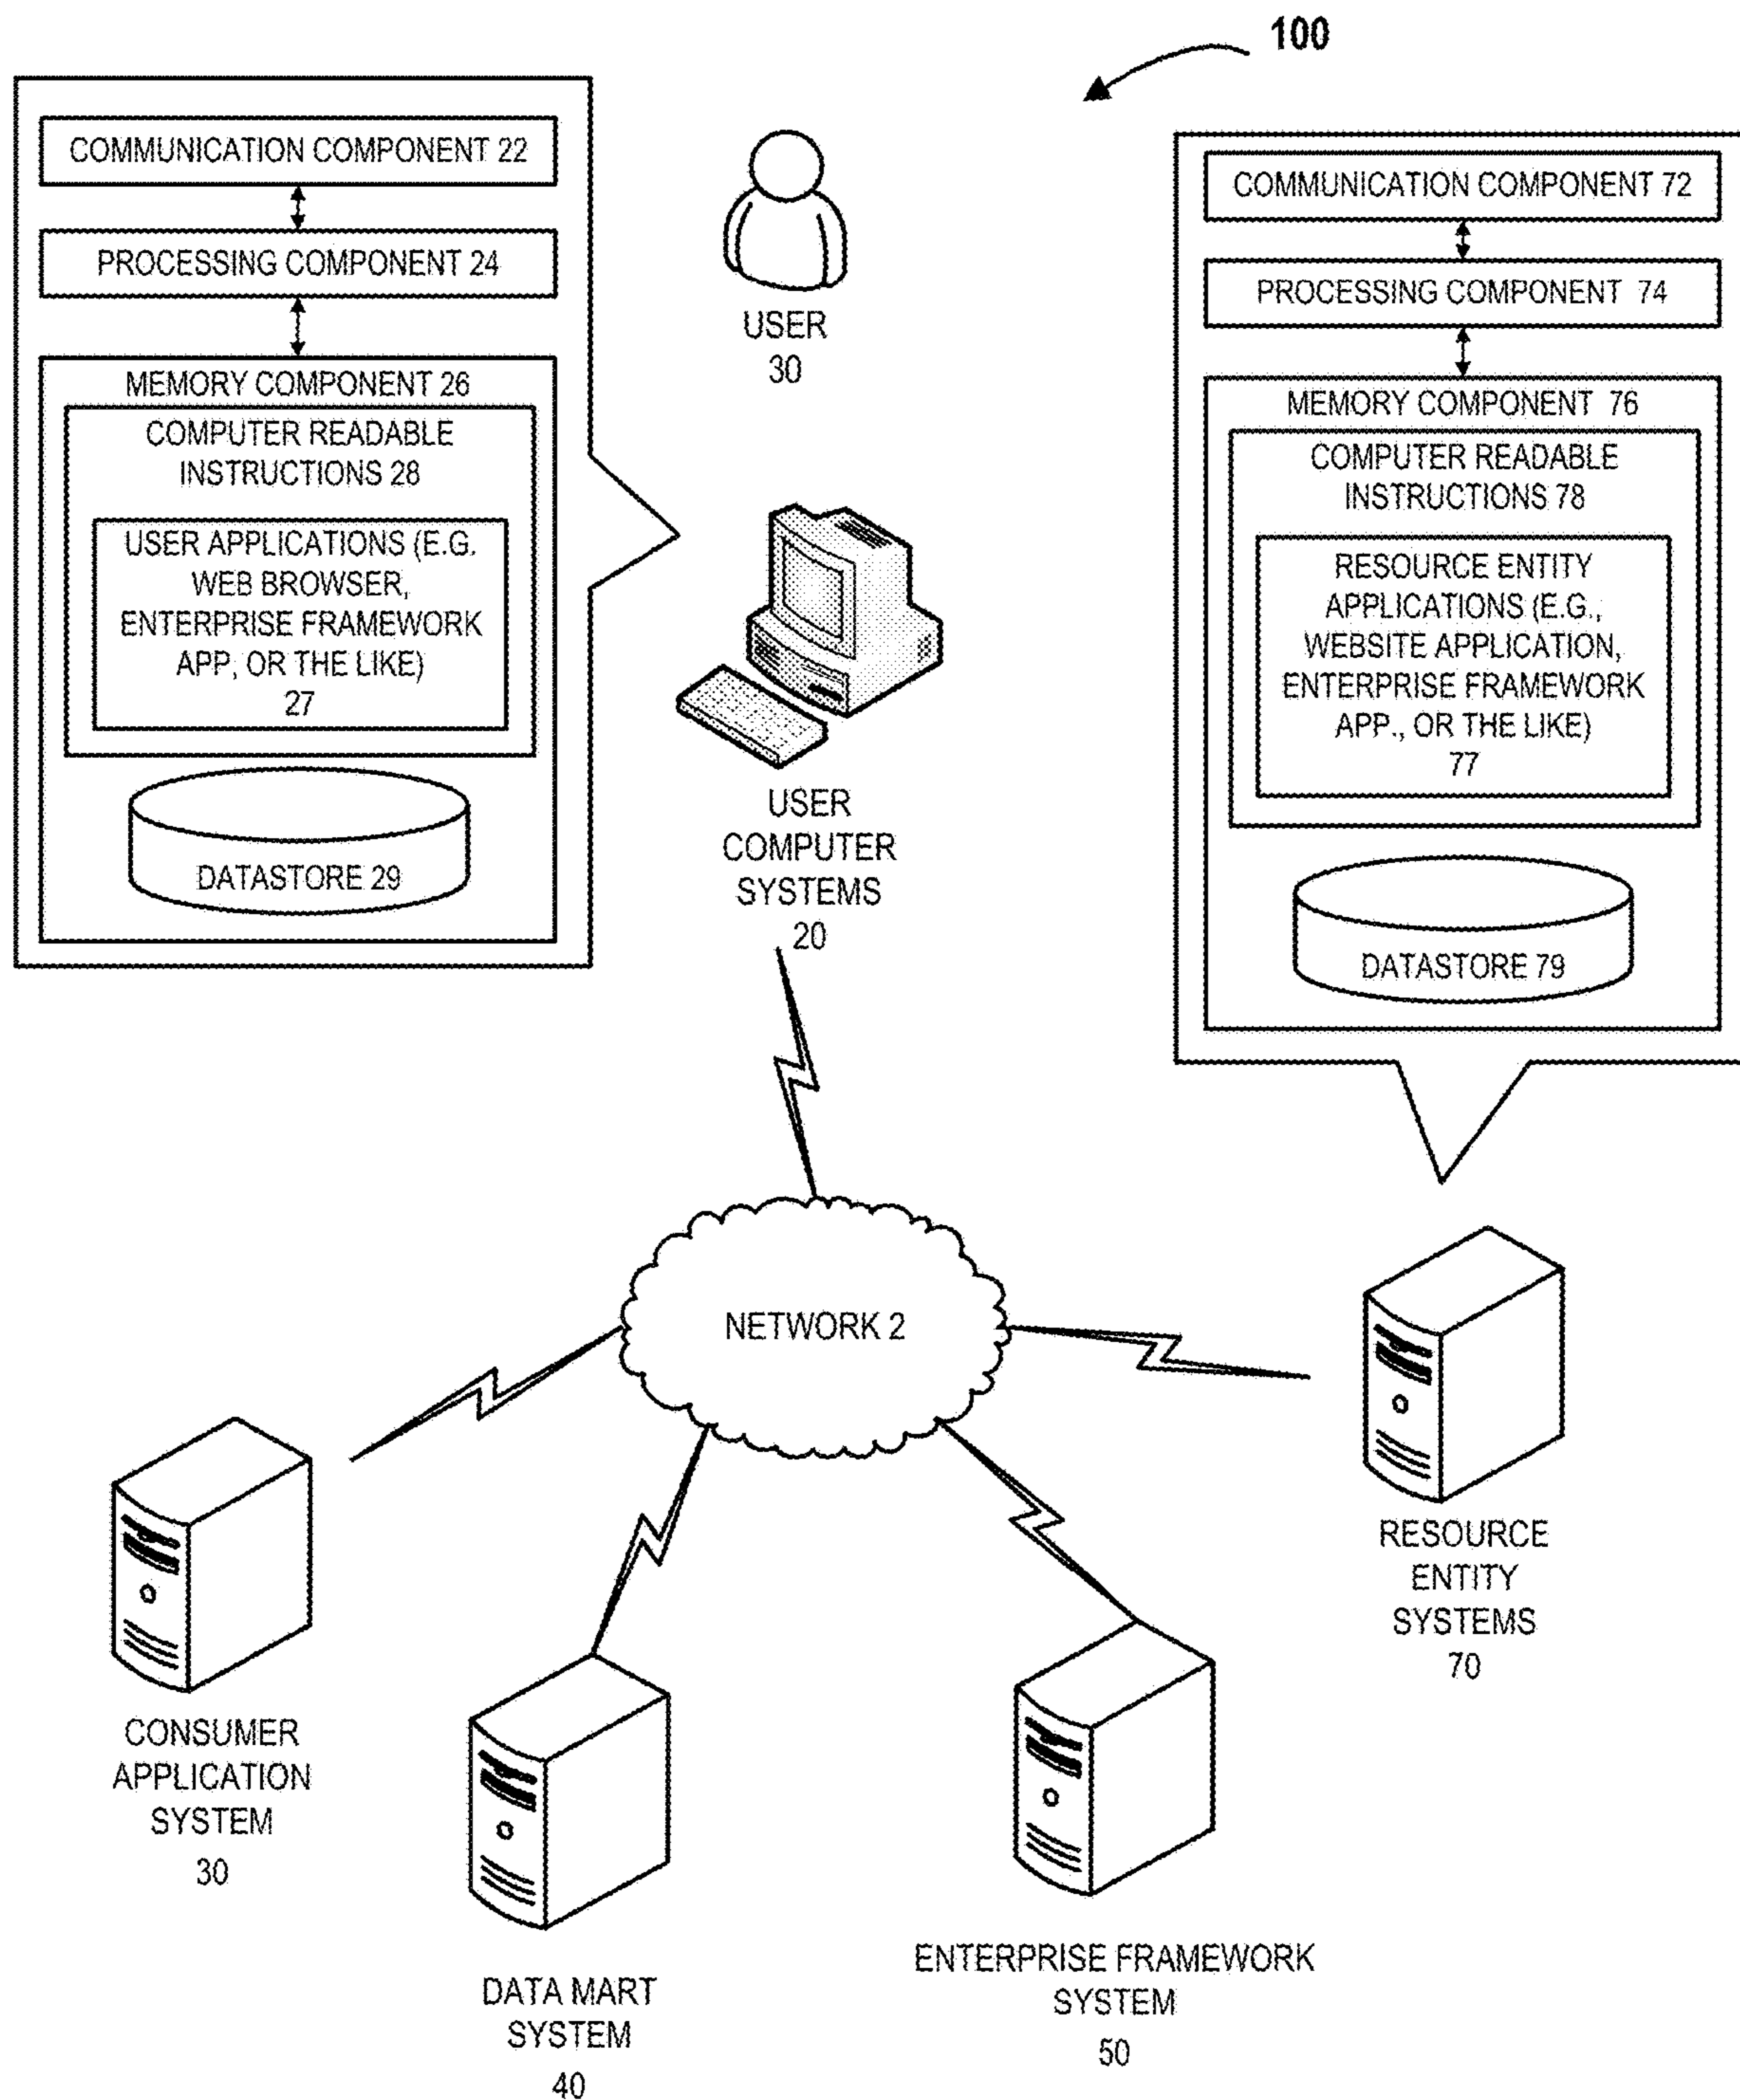 100
COMMUNICATION COMPONENT 22
PROCESSING COMPONENT 24
MEMORY COMPONENT 26
COMPUTER READABLE
INSTRUCTIONS 28
USER APPLICATIONS (E.G.
WEB BROWSER,
ENTERPRISE FRAMEWORK
APP, OR THE LIKE)
27
DATASTORE 29
USER
30
USER
COMPUTER
SYSTEMS
20
COMMUNICATION COMPONENT 72
PROCESSING COMPONENT 74
MEMORY COMPONENT 76
COMPUTER READABLE
INSTRUCTIONS 78
RESOURCE ENTITY
APPLICATIONS (E.G.,
WEBSITE APPLICATION,
ENTERPRISE FRAMEWORK
APP., OR THE LIKE)
77
DATASTORE 79
NETWORK 2
RESOURCE
ENTITY
SYSTEMS
70
CONSUMER
APPLICATION
SYSTEM
30
DATA MART
SYSTEM
40
ENTERPRISE FRAMEWORK
SYSTEM
50